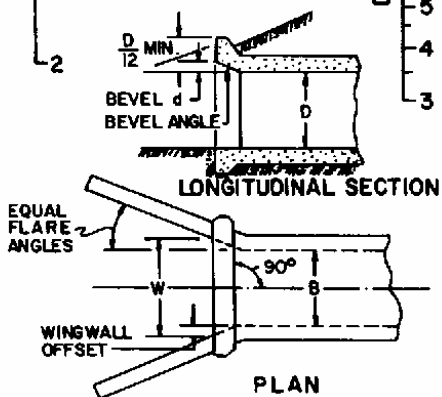 5
4
3
2
D/12 MIN
BEVEL d
BEVEL ANGLE
D
LONGITUDINAL SECTION
EQUAL
FLARE
ANGLES
90°
W
B
WINGWALL
OFFSET
PLAN